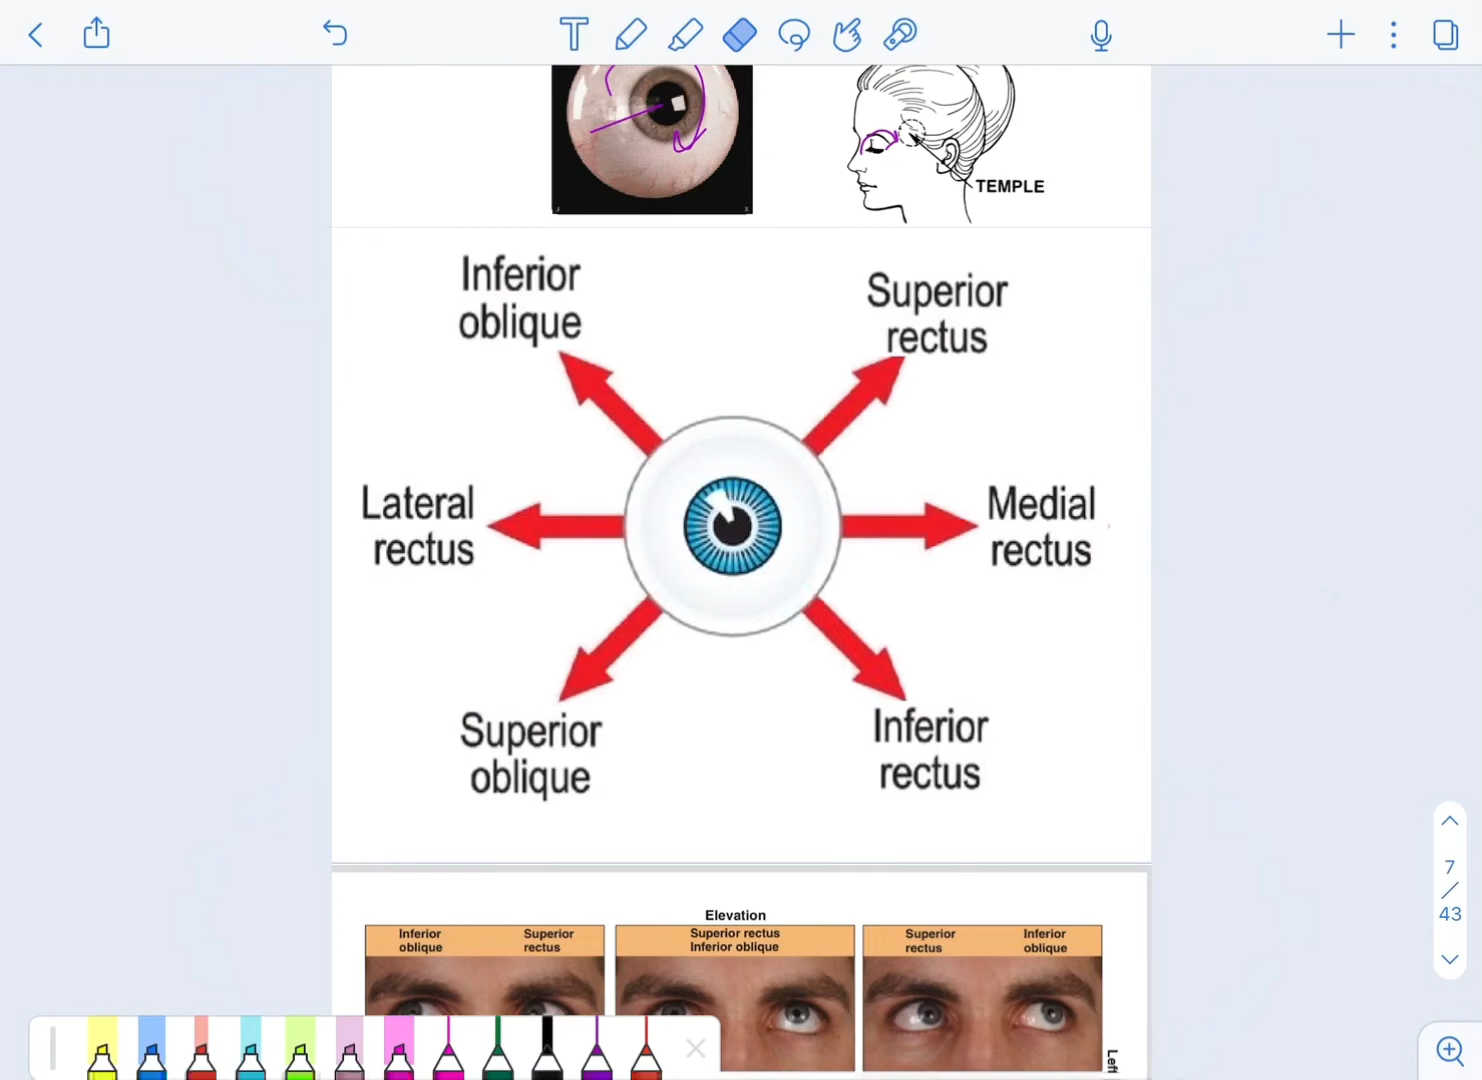 TEMPLE
Inferior
oblique
Superior
rectus
Lateral
rectus
Medial
rectus
Superior
oblique
Inferior
rectus
7
/
43
Elevation
Inferior
oblique
Superior
rectus
Superior rectus
Inferior oblique
Superior
rectus
Inferior
oblique
Left